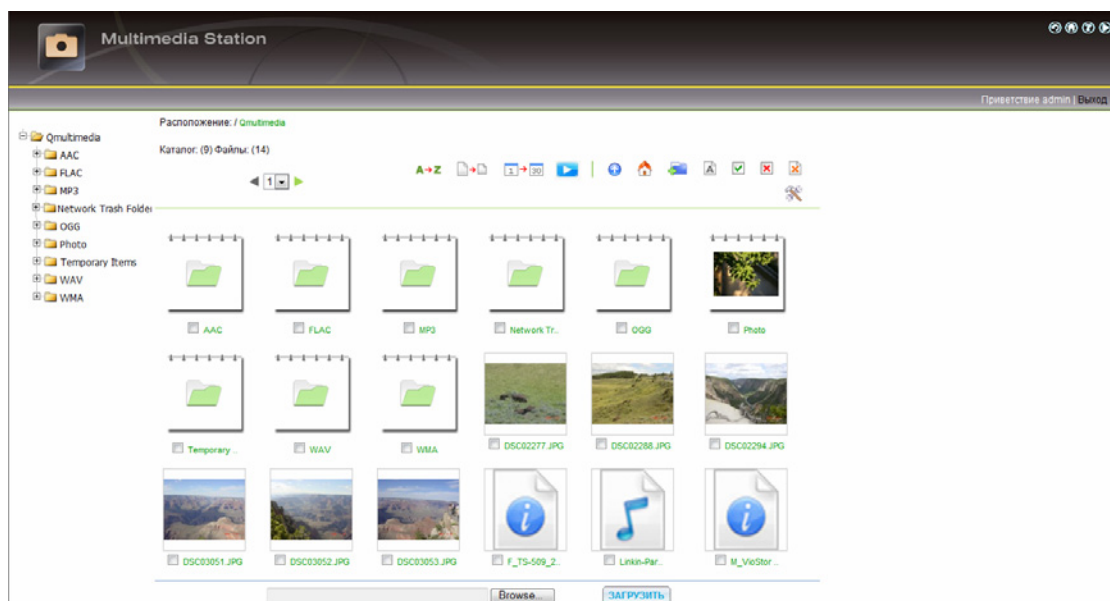 Multimedia Station
Приветствие admin | Выход
Расположение: / Qmultimedia
Каталог: (9) Файлы: (14)
1
A→Z
1→30
A
Qmultimedia
AAC
FLAC
MP3
Network Trash Folder
OGG
Photo
Temporary Items
WAV
WMA
AAC FLAC MP3 Network Tr.. OGG Photo
Temporary .. WAV WMA DSC02277.JPG DSC02288.JPG DSC02294.JPG
DSC03051.JPG DSC03052.JPG DSC03053.JPG F_TS-509_2.. Linkin-Par.. M_VioStor ..
Browse... ЗАГРУЗИТЬ